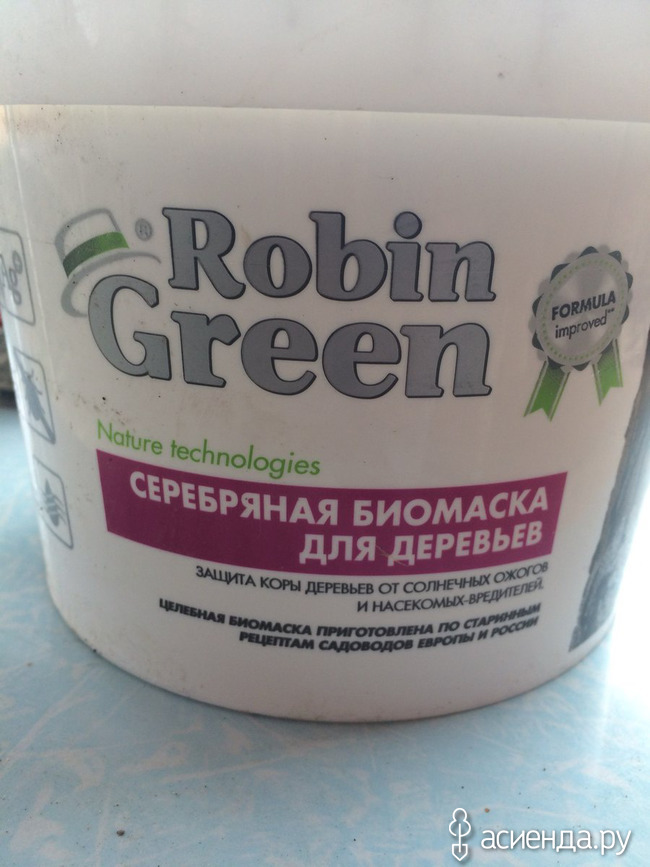 Robin
®
Green
FORMULA
improved**
Nature technologies
СЕРЕБРЯНАЯ БИОМАСКА
ДЛЯ ДЕРЕВЬЕВ
ЗАЩИТА КОРЫ ДЕРЕВЬЕВ ОТ СОЛНЕЧНЫХ ОЖОГОВ
И НАСЕКОМЫХ-ВРЕДИТЕЛЕЙ.
ЦЕЛЕБНАЯ БИОМАСКА ПРИГОТОВЛЕНА ПО СТАРИННЫМ
РЕЦЕПТАМ САДОВОДОВ ЕВРОПЫ И РОССИИ
асиенда.ру